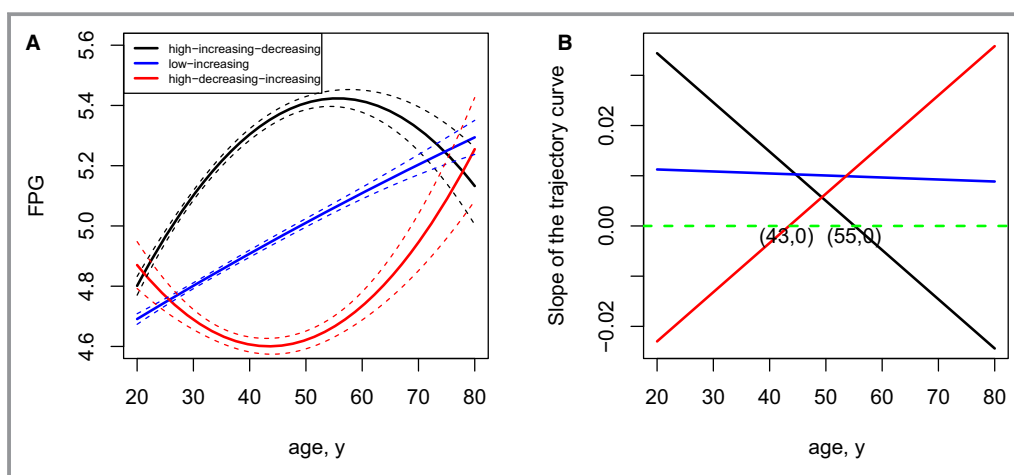 A
FPG
5.6
5.4
5.2
5.0
4.8
4.6
high−increasing−decreasing
low−increasing
high−decreasing−increasing
20 30 40 50 60 70 80
age, y
B
Slope of the trajectory curve
0.02
0.00
−0.02
(43,0) (55,0)
20 30 40 50 60 70 80
age, y